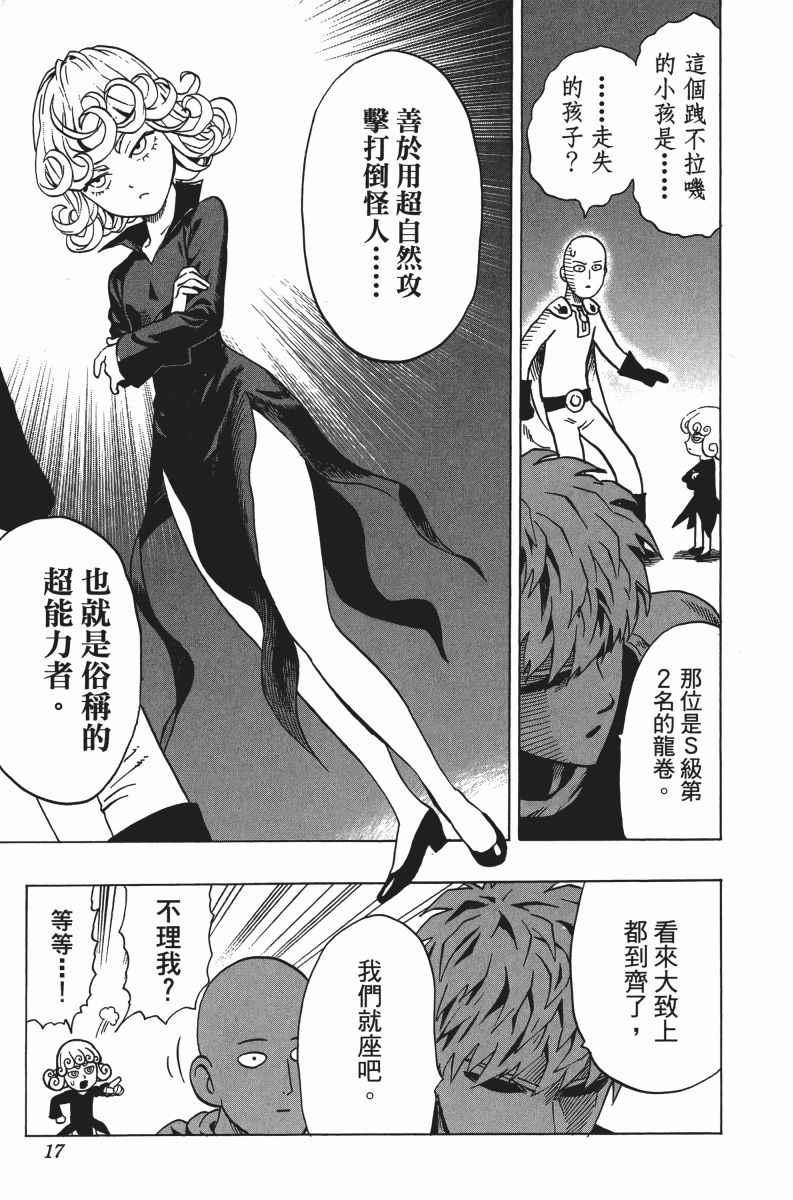 這個跩不拉嘰
的小孩是……
……走失
的孩子？
那位是S級第
2名的龍卷。
善於用超自然攻
擊打倒怪人……
也就是俗稱的
超能力者。
看來大致上
都到齊了，
我們就座吧。
不理我？
等等…！
17